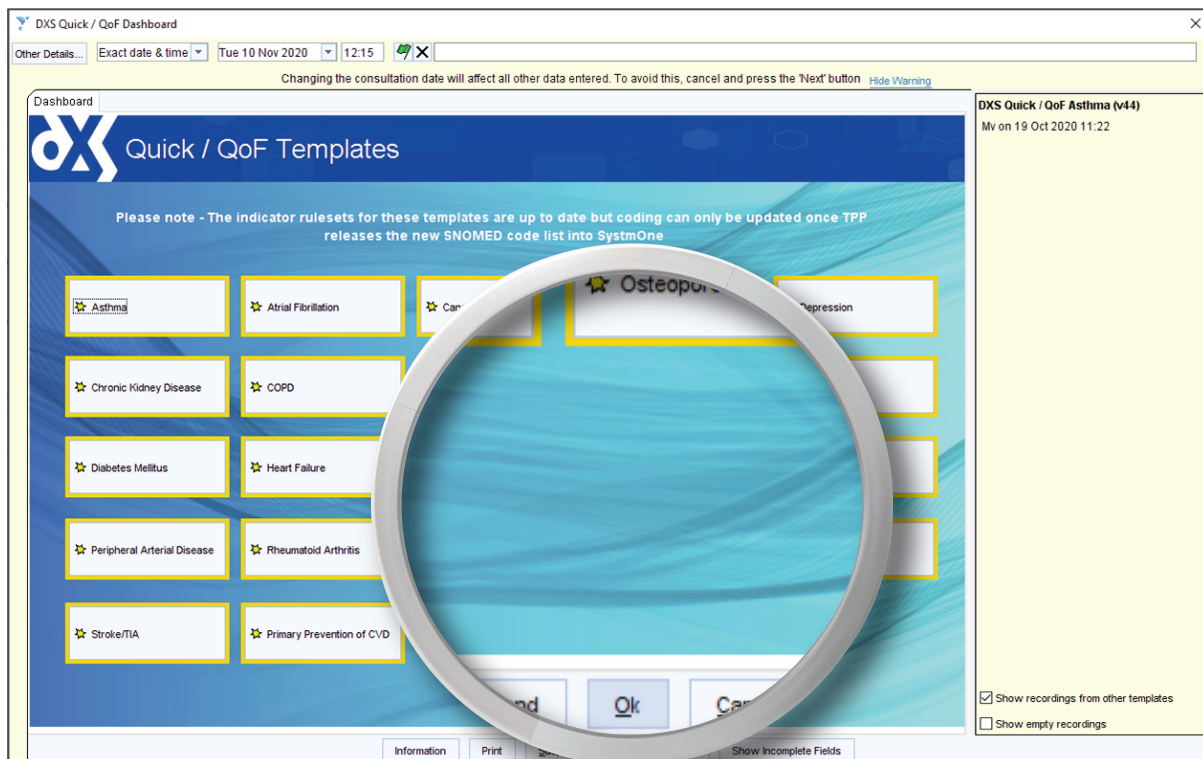 DXS Quick / QoF Dashboard
Other Details... Exact date & time Tue 10 Nov 2020 12:15
Changing the consultation date will affect all other data entered. To avoid this, cancel and press the 'Next' button Hide Warning
Dashboard
DXS Quick / QoF Asthma (v44)
Mv on 19 Oct 2020 11:22
dxs Quick / QoF Templates
Please note - The indicator rulesets for these templates are up to date but coding can only be updated once TPP
releases the new SNOMED code list into SystmOne
Asthma
Atrial Fibrillation
Depression
Chronic Kidney Disease
COPD
Diabetes Mellitus
Heart Failure
Peripheral Arterial Disease
Rheumatoid Arthritis
Stroke/TIA
Primary Prevention of CVD
Ok
Show recordings from other templates
Show empty recordings
Information
Print
Show Incomplete Fields